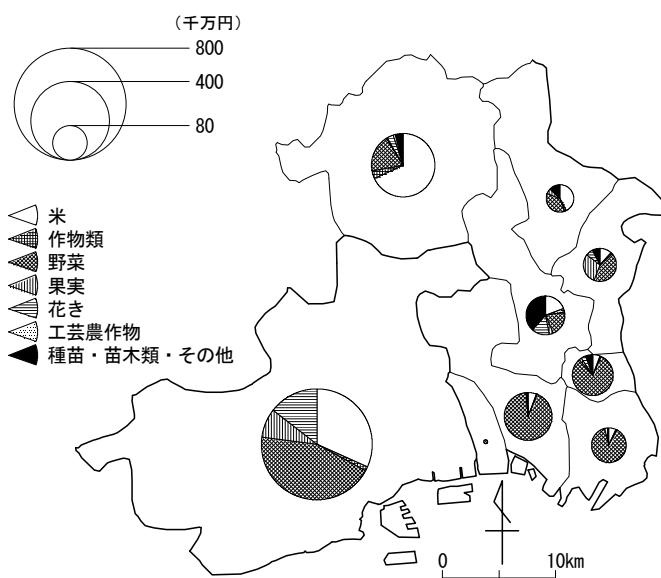 （千万円）
800
400
80
米
作物類
野菜
果実
花き
工芸農作物
種苗・苗木類・その他
0 10km